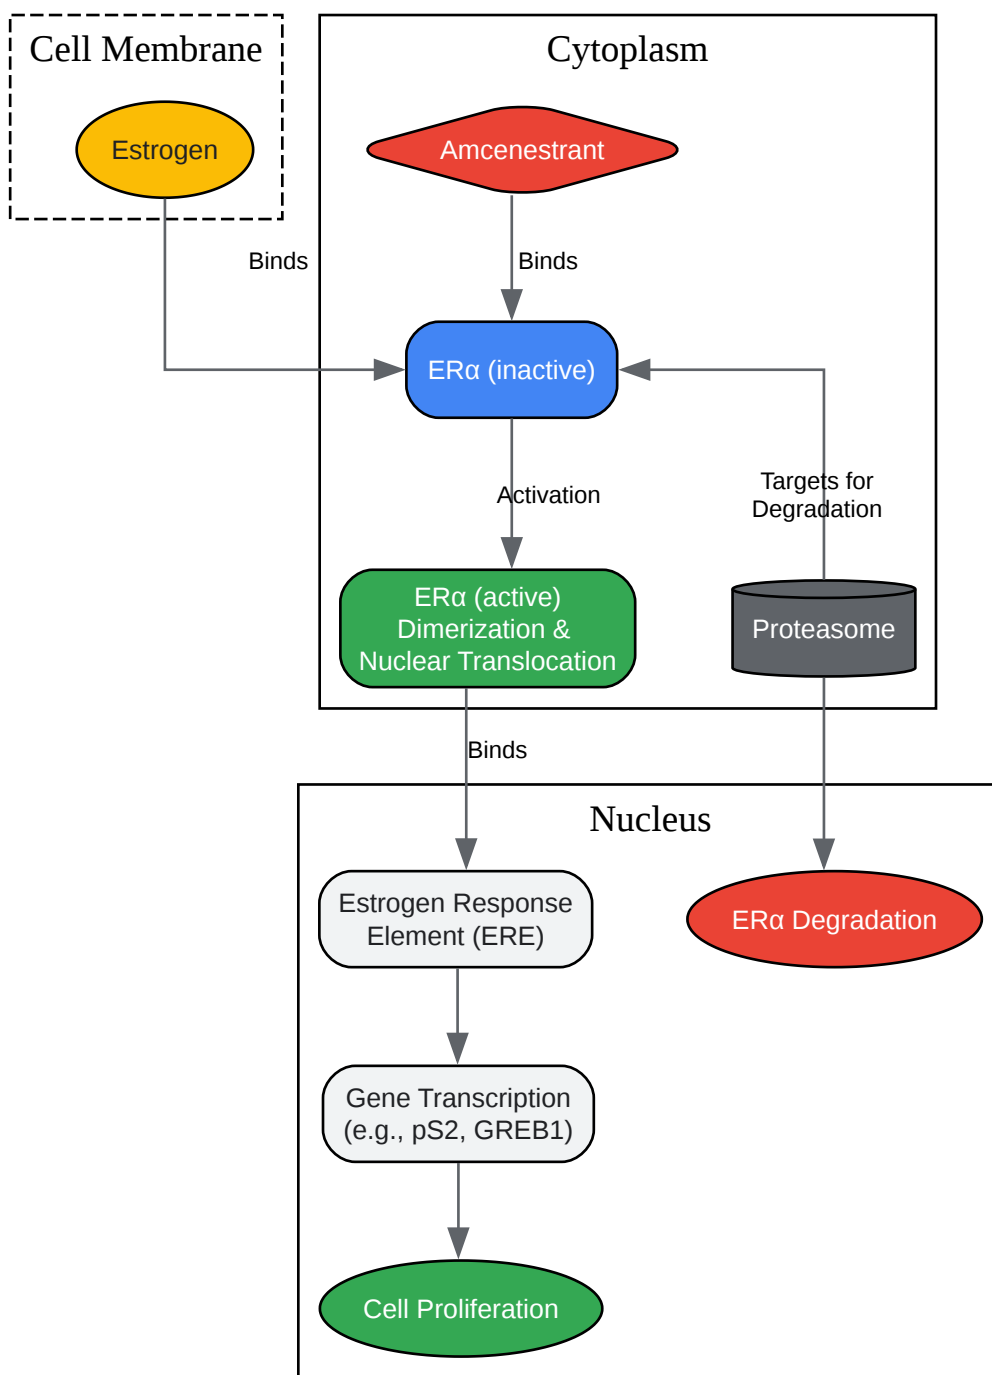 Cell Membrane
Cytoplasm
Estrogen
Amcenestrant
Binds
Binds
ERα (inactive)
Activation
Targets for
Degradation
ERα (active)
Dimerization &
Nuclear Translocation
Proteasome
Binds
Nucleus
Estrogen Response
Element (ERE)
ERα Degradation
Gene Transcription
(e.g., pS2, GREB1)
Cell Proliferation